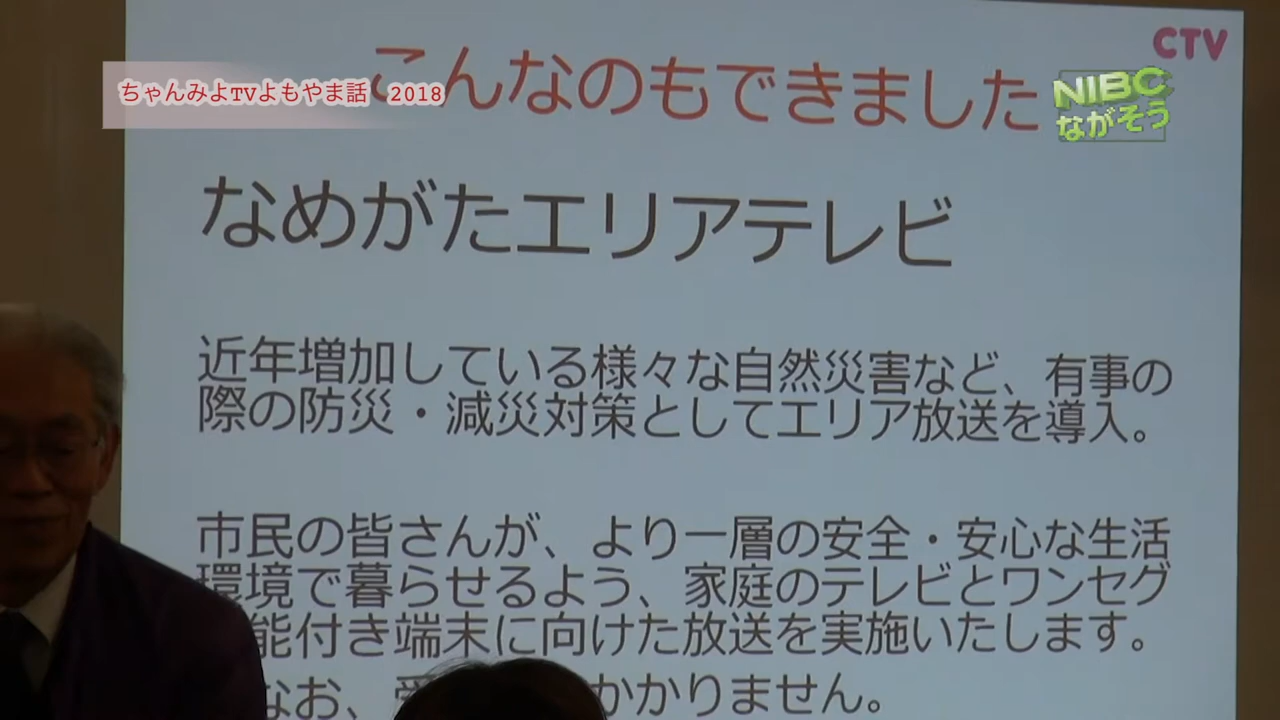 CTV
こんなのもできました
ちゃんみよTVよもやま話 2018
NIBC
ながそう
なめがたエリアテレビ
近年増加している様々な自然災害など、有事の
際の防災・減災対策としてエリア放送を導入。
市民の皆さんが、より一層の安全・安心な生活
環境で暮らせるよう、家庭のテレビとワンセグ
能付き端末に向けた放送を実施いたします。
なお、受 かかりません。